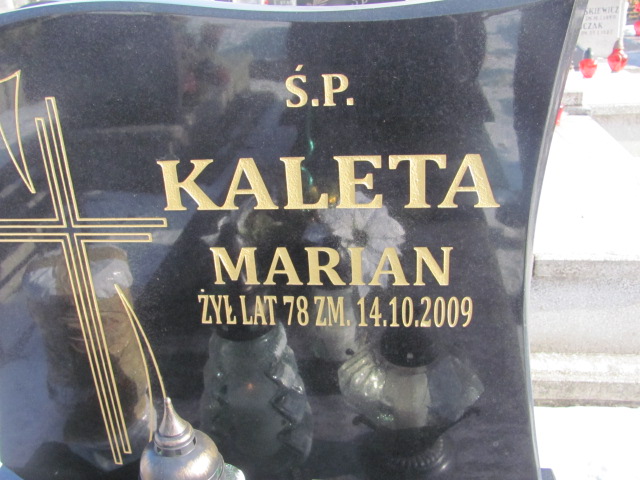 Ś.P.
KALETA
MARIAN
ŻYŁ LAT 78 ZM. 14.10.2009